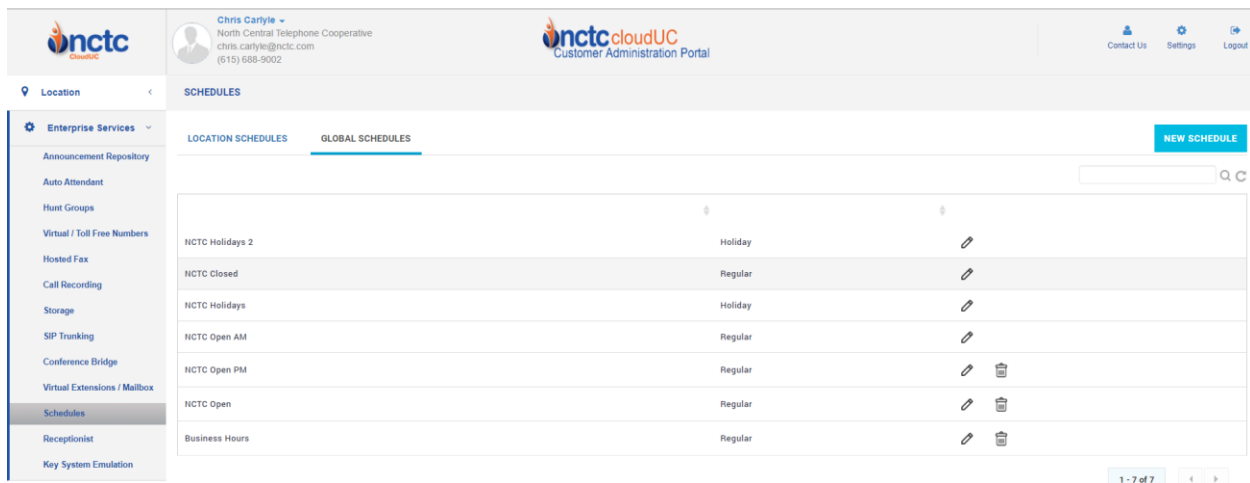 nctc
CloudUC
Chris Carlyle
North Central Telephone Cooperative
chris.carlyle@nctc.com
(615) 688-9002
nctc cloudUC
Customer Administration Portal
Contact Us
Settings
Logout
Location
Enterprise Services
Announcement Repository
Auto Attendant
Hunt Groups
Virtual / Toll Free Numbers
Hosted Fax
Call Recording
Storage
SIP Trunking
Conference Bridge
Virtual Extensions / Mailbox
Schedules
Receptionist
Key System Emulation
SCHEDULES
LOCATION SCHEDULES GLOBAL SCHEDULES
NEW SCHEDULE
NCTC Holidays 2 Holiday
NCTC Closed Regular
NCTC Holidays Holiday
NCTC Open AM Regular
NCTC Open PM Regular
NCTC Open Regular
Business Hours Regular
1 - 7 of 7